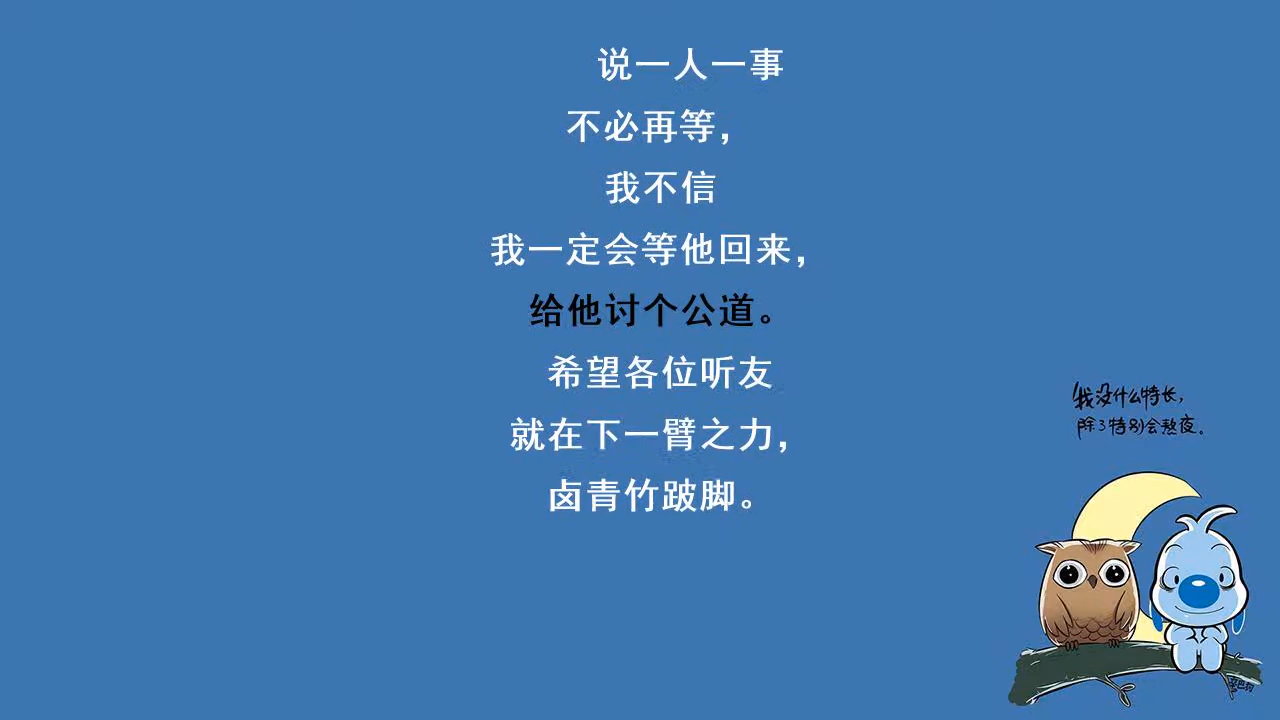 说一人一事
不必再等，
我不信
我一定会等他回来，
给他讨个公道。
希望各位听友
就在下一臂之力，
卤青竹跛脚。
我没什么特长，
除了特别会熬夜。